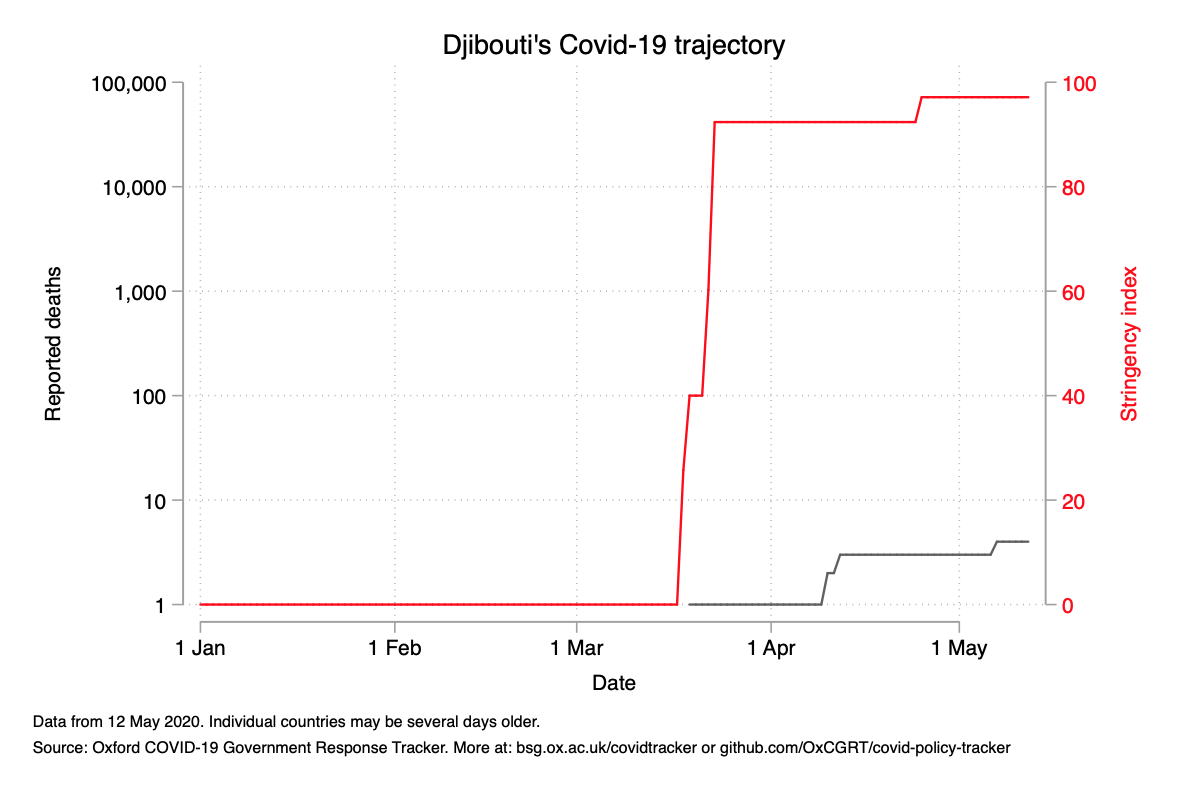 Djibouti's Covid-19 trajectory
100,000
10,000
1,000
100
10
1
Reported deaths
100
80
60
40
20
0
Stringency index
1 Jan
1 Feb
1 Mar
1 Apr
1 May
Date
Data from 12 May 2020. Individual countries may be several days older.
Source: Oxford COVID-19 Government Response Tracker. More at: bsg.ox.ac.uk/covidtracker or github.com/OxCGRT/covid-policy-tracker